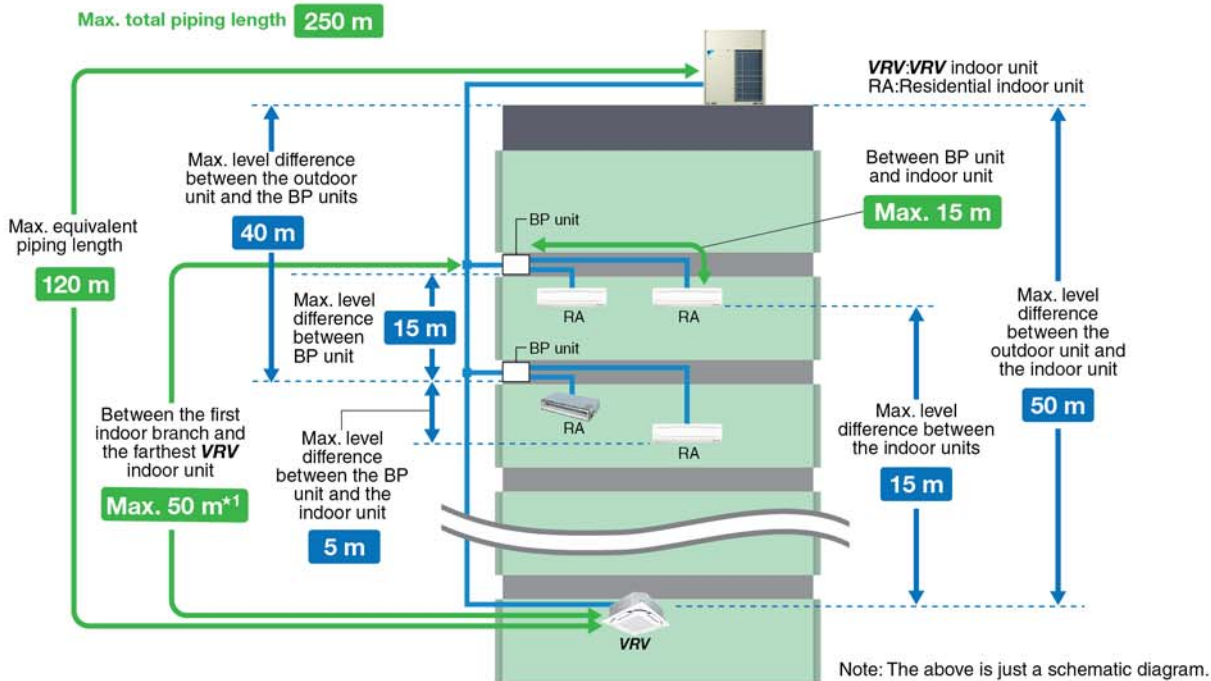 Max. total piping length 250 m
VRV:VRV indoor unit
RA:Residential indoor unit
Max. level difference
between the outdoor
unit and the BP units
40 m
Between BP unit
and indoor unit
Max. 15 m
Max. equivalent
piping length
120 m
BP unit
RA
RA
Max. level
difference
between
BP unit
15 m
BP unit
RA
RA
Max. level
difference
between the
outdoor unit and
the indoor unit
50 m
Between the first
indoor branch and
the farthest VRV
indoor unit
Max. 50 m*1
Max. level
difference
between the BP
unit and the
indoor unit
5 m
Max. level
difference between
the indoor units
15 m
VRV
Note: The above is just a schematic diagram.